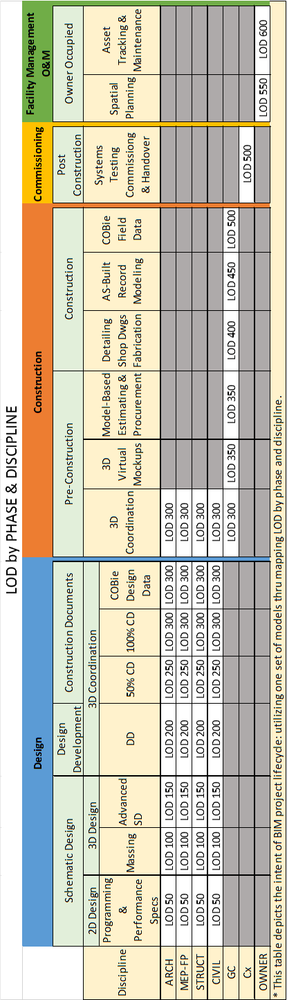 LOD by PHASE & DISCIPLINE
Design
Construction
Commissioning
Facility Management
O&M
Schematic Design
Design
Development
Construction Documents
Pre-Construction
Construction
Post
Construction
Owner Occupied
2D Design
3D Design
3D Coordination
Discipline
Programming
&
Performance
Specs
Massing
Advanced
SD
DD
50% CD
100% CD
COBie
Design
Data
3D
Coordination
3D
Virtual
Mockups
Model-Based
Estimating &
Procurement
Detailing
Shop Dwgs
Fabrication
AS-Built
Record
Modeling
COBie
Field
Data
Systems
Testing
Commissiong
& Handover
Spatial
Planning
Asset
Tracking &
Maintenance
ARCH LOD 50 LOD 100 LOD 150 LOD 200 LOD 250 LOD 300 LOD 300 LOD 300
MEP-FP LOD 50 LOD 100 LOD 150 LOD 200 LOD 250 LOD 300 LOD 300 LOD 300
STRUCT LOD 50 LOD 100 LOD 150 LOD 200 LOD 250 LOD 300 LOD 300 LOD 300
CIVIL LOD 50 LOD 100 LOD 150 LOD 200 LOD 250 LOD 300 LOD 300 LOD 300
GC LOD 300 LOD 350 LOD 350 LOD 400 LOD 450 LOD 500
Cx LOD 500
OWNER LOD 550 LOD 600
* This table depicts the intent of BIM project lifecycle: utilizing one set of models thru mapping LOD by phase and discipline.